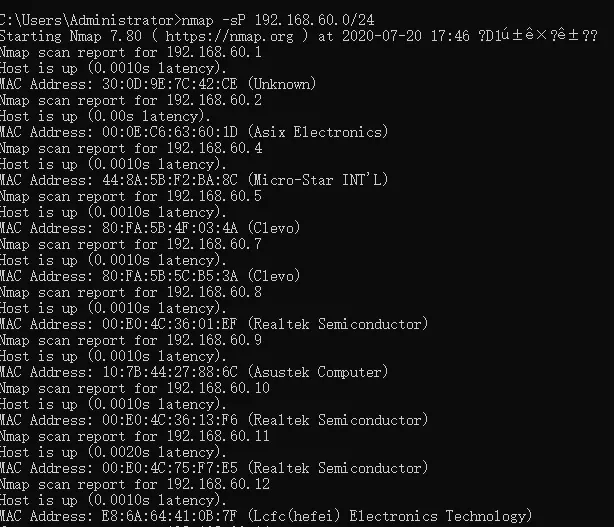 C:\Users\Administrator>nmap -sP 192.168.60.0/24
Starting Nmap 7.80 ( https://nmap.org ) at 2020-07-20 17:46 ?D1ú±ê×?ê±??
Nmap scan report for 192.168.60.1
Host is up (0.0010s latency).
MAC Address: 30:0D:9E:7C:42:CE (Unknown)
Nmap scan report for 192.168.60.2
Host is up (0.00s latency).
MAC Address: 00:0E:C6:63:60:1D (Asix Electronics)
Nmap scan report for 192.168.60.4
Host is up (0.0010s latency).
MAC Address: 44:8A:5B:F2:BA:8C (Micro-Star INT'L)
Nmap scan report for 192.168.60.5
Host is up (0.0010s latency).
MAC Address: 80:FA:5B:4F:03:4A (Clevo)
Nmap scan report for 192.168.60.7
Host is up (0.0010s latency).
MAC Address: 80:FA:5B:5C:B5:3A (Clevo)
Nmap scan report for 192.168.60.8
Host is up (0.0010s latency).
MAC Address: 00:E0:4C:36:01:EF (Realtek Semiconductor)
Nmap scan report for 192.168.60.9
Host is up (0.0010s latency).
MAC Address: 10:7B:44:27:88:6C (Asustek Computer)
Nmap scan report for 192.168.60.10
Host is up (0.0010s latency).
MAC Address: 00:E0:4C:36:13:F6 (Realtek Semiconductor)
Nmap scan report for 192.168.60.11
Host is up (0.0020s latency).
MAC Address: 00:E0:4C:75:F7:E5 (Realtek Semiconductor)
Nmap scan report for 192.168.60.12
Host is up (0.0010s latency).
MAC Address: E8:6A:64:41:0B:7F (Lcfc(hefei) Electronics Technology)